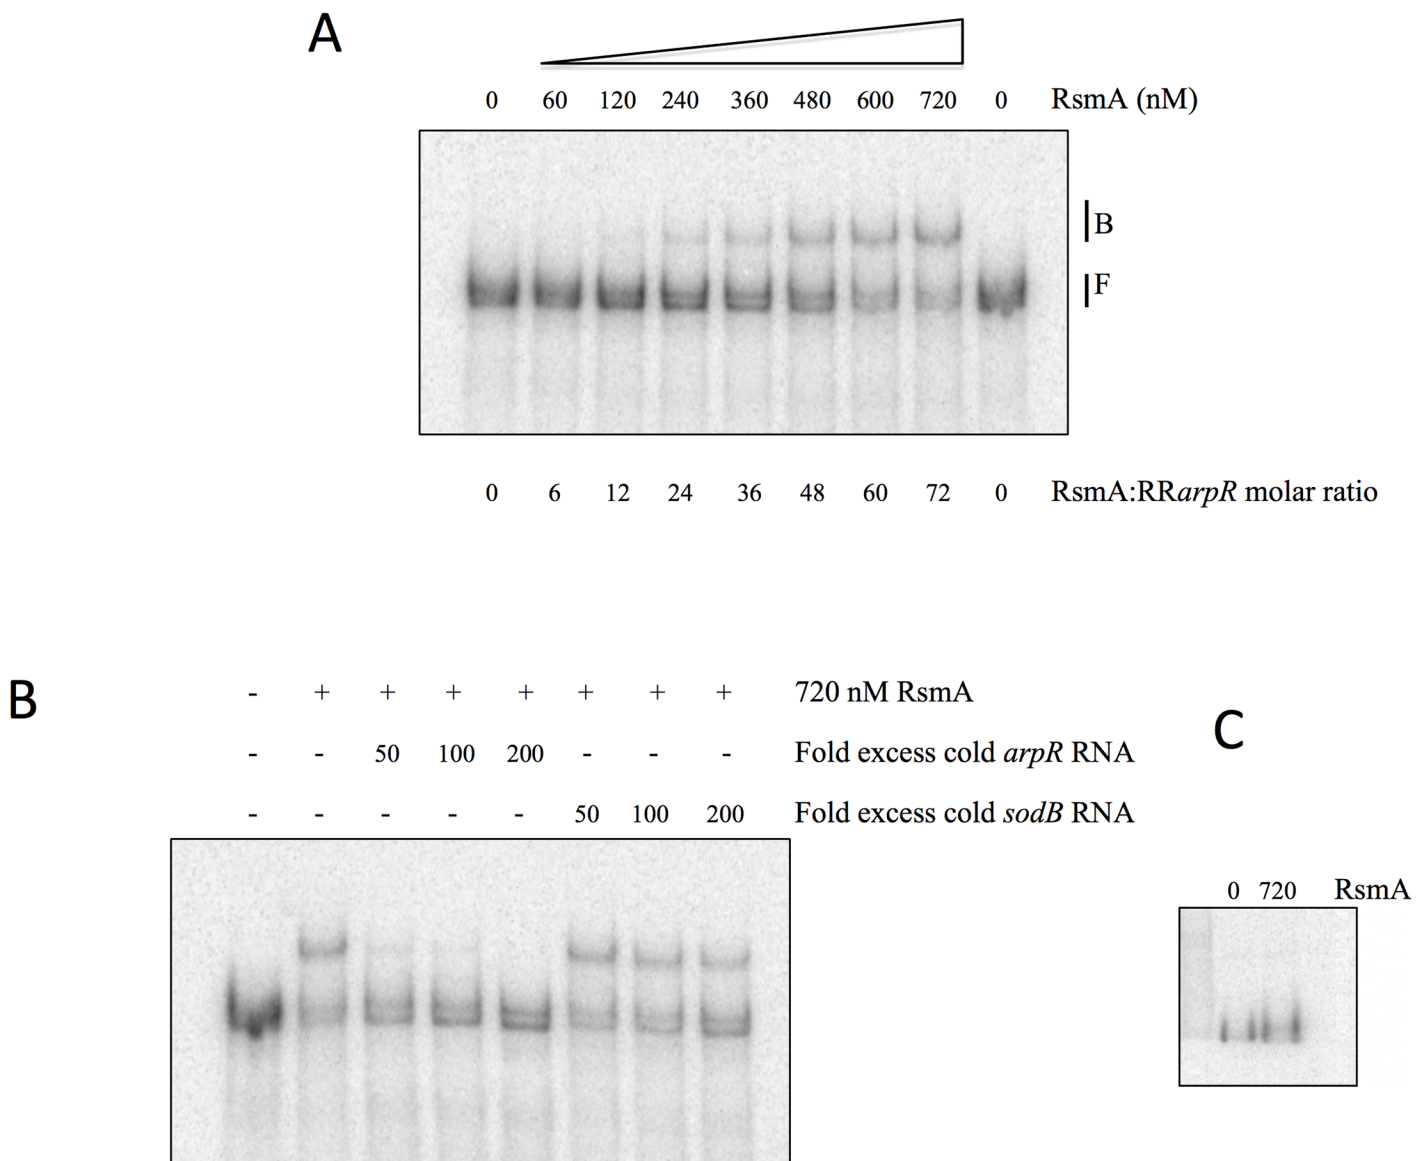 A
0 60 120 240 360 480 600 720 0 RsmA (nM)
B
F
0 6 12 24 36 48 60 72 0 RsmA:RRarpR molar ratio
B
- + + + + + + + 720 nM RsmA
- - 50 100 200 - - - Fold excess cold arpR RNA
- - - - - 50 100 200 Fold excess cold sodB RNA
C
0 720 RsmA